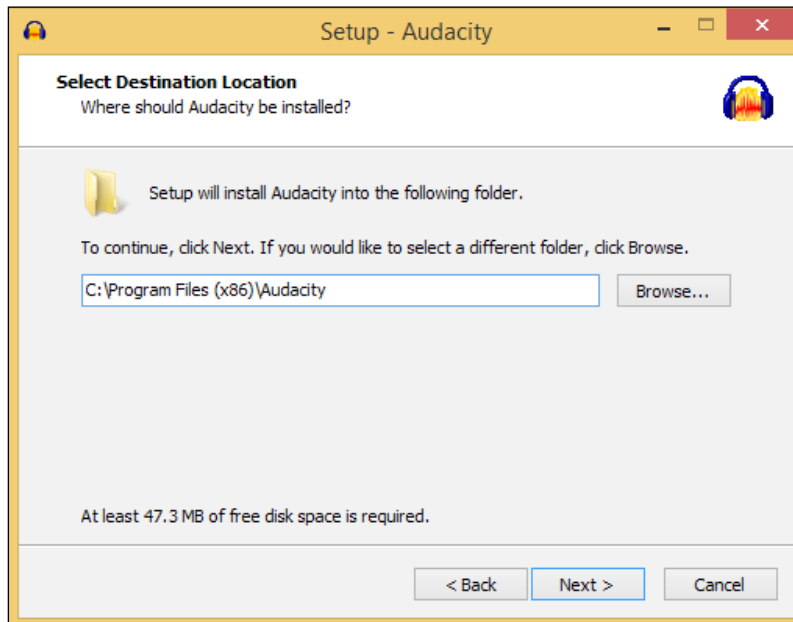 Setup - Audacity
Select Destination Location
Where should Audacity be installed?
Setup will install Audacity into the following folder.
To continue, click Next. If you would like to select a different folder, click Browse.
C:\Program Files (x86)\Audacity
Browse...
At least 47.3 MB of free disk space is required.
< Back
Next >
Cancel